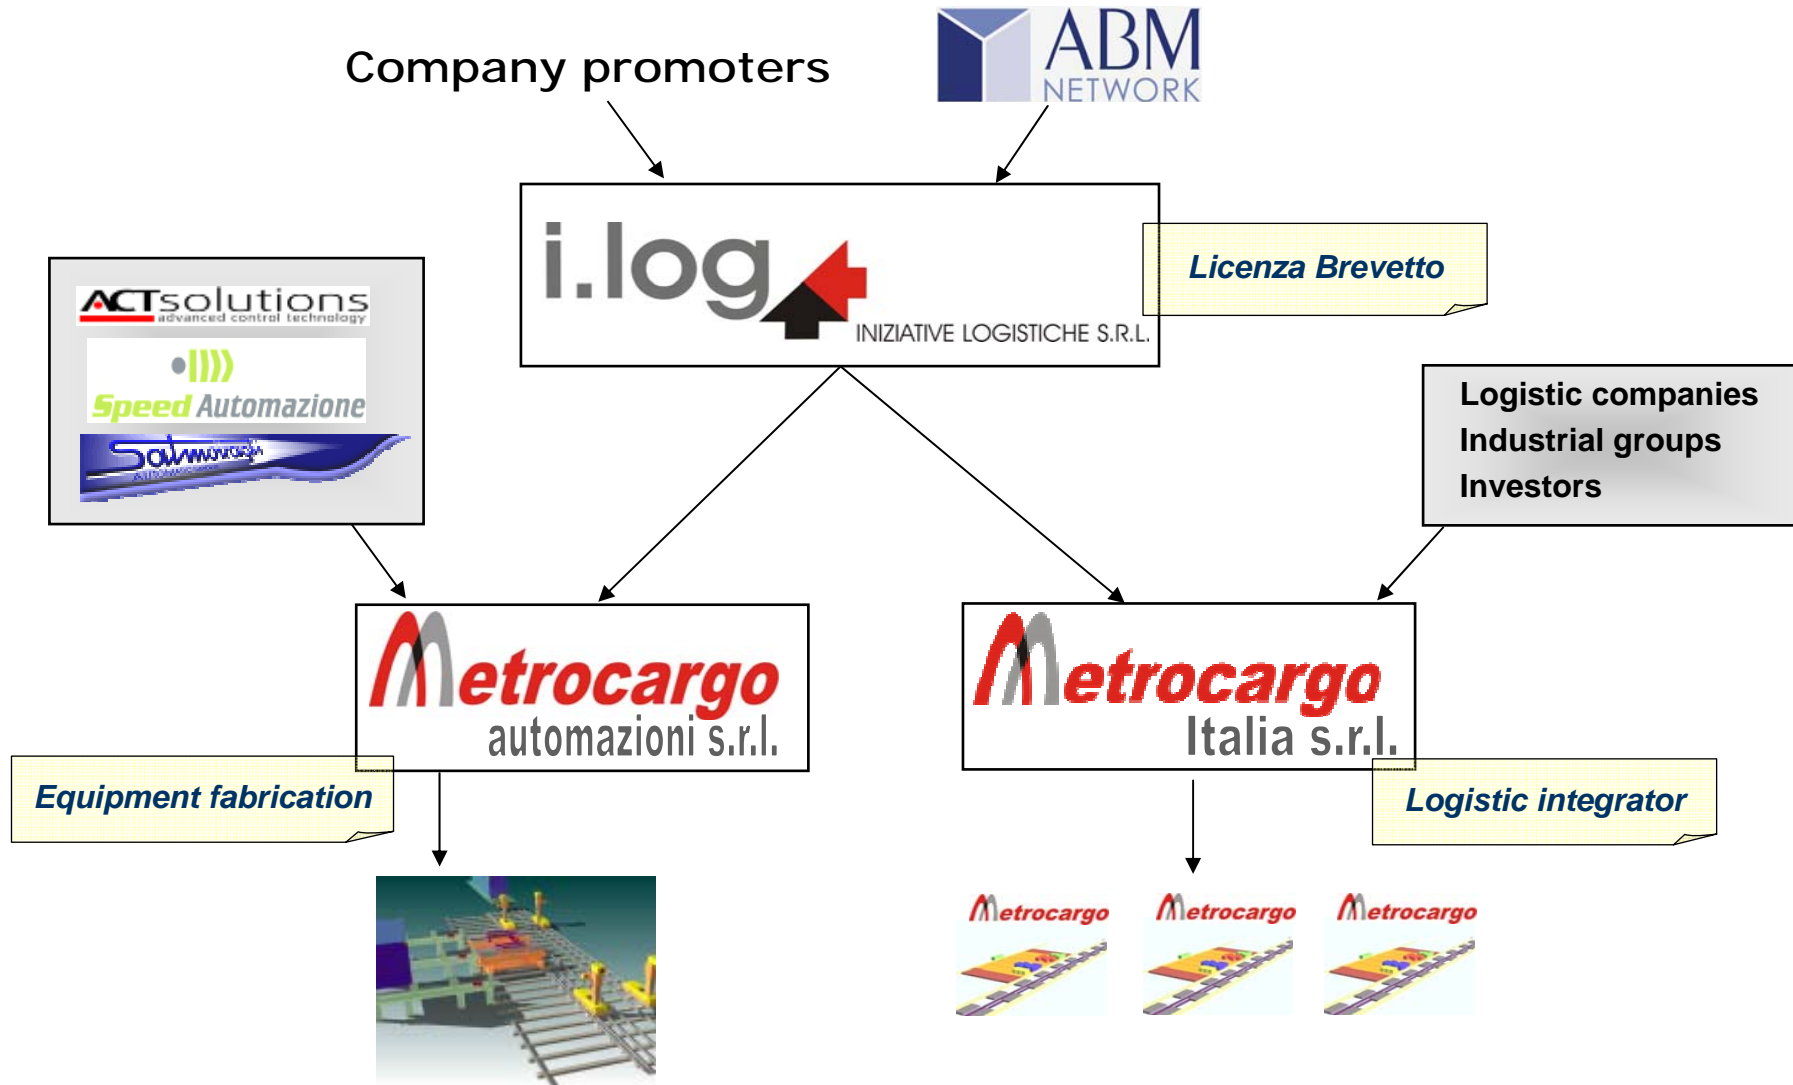 Company promoters
ABM
NETWORK
i.log
INIZIATIVE LOGISTICHE S.R.L.
Licenza Brevetto
ACTsolutions
advanced control technology
Speed Automazione
Logistic companies
Industrial groups
Investors
Metrocargo
automazioni s.r.l.
Metrocargo
Italia s.r.l.
Equipment fabrication
Logistic integrator
Metrocargo
Metrocargo
Metrocargo